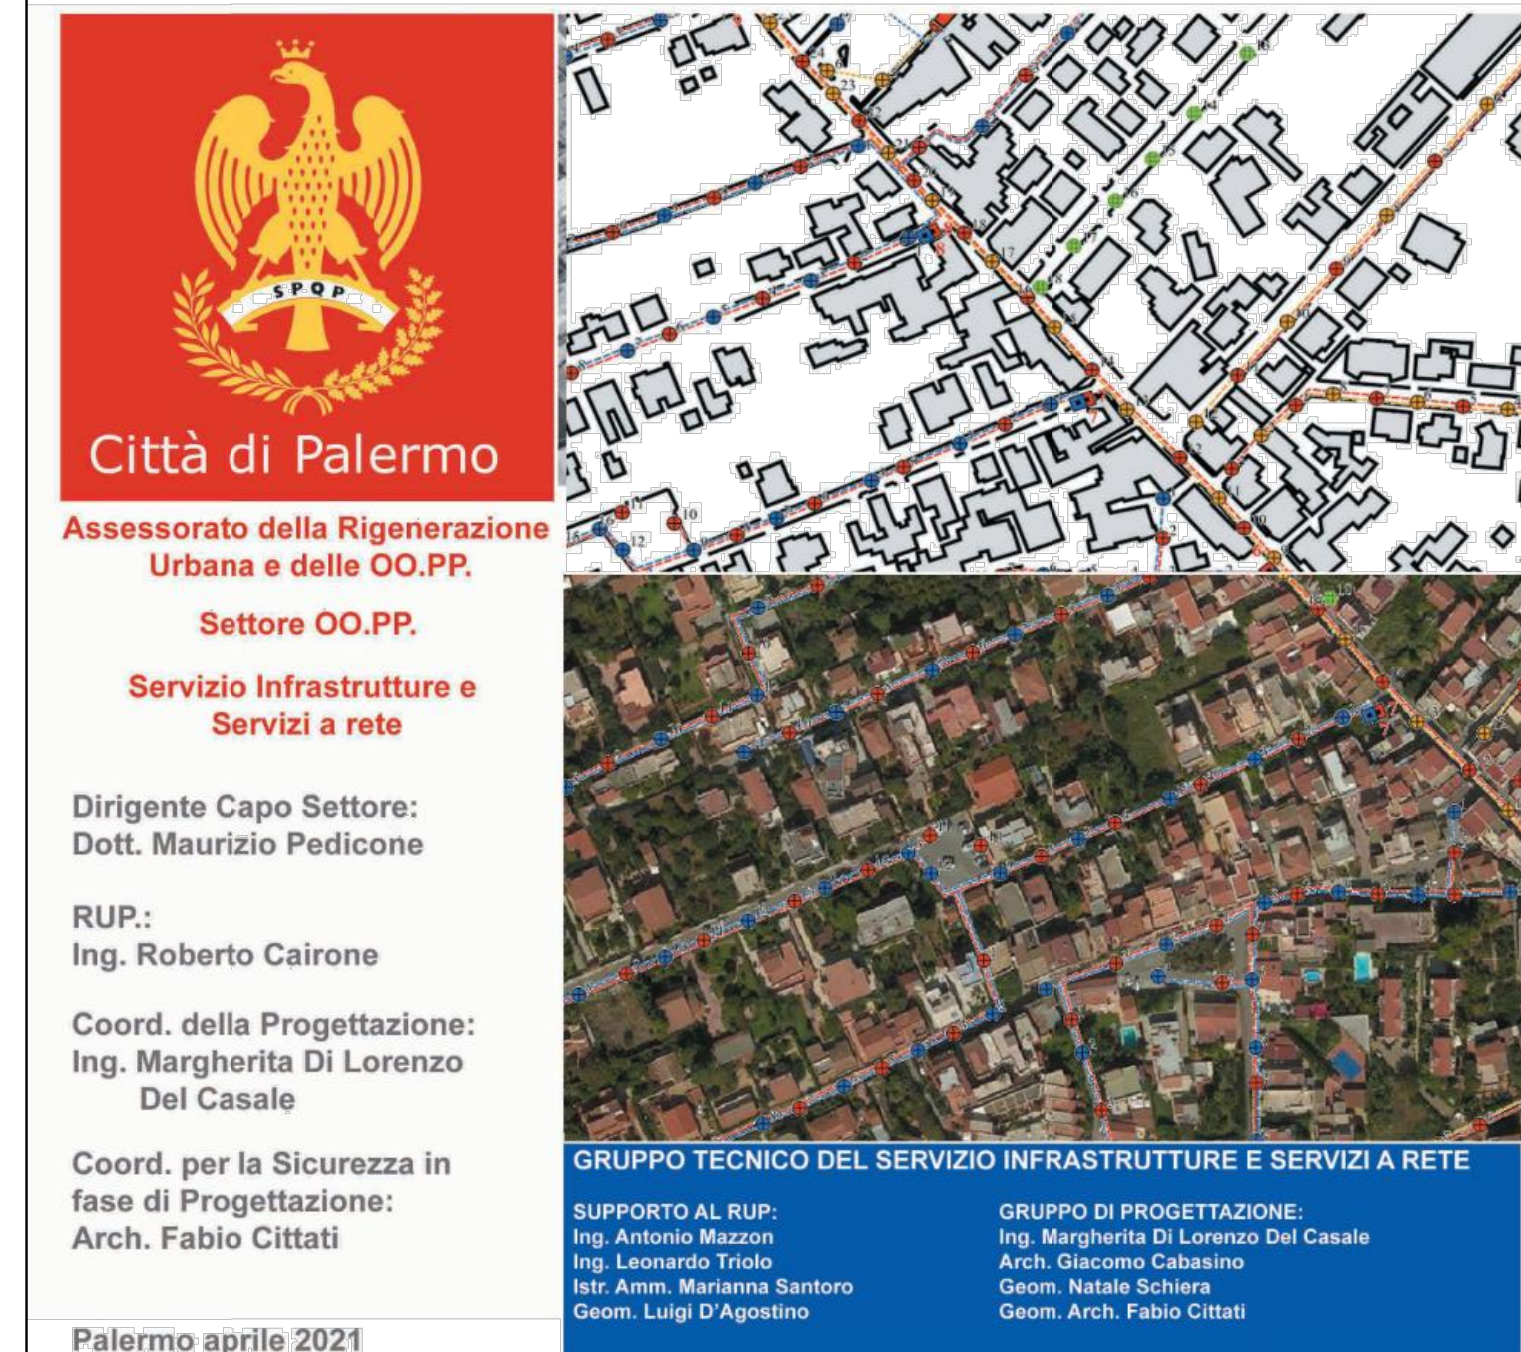 SPQP
Città di Palermo
Assessorato della Rigenerazione
Urbana e delle OO.PP.
Settore OO.PP.
Servizio Infrastrutture e
Servizi a rete
Dirigente Capo Settore:
Dott. Maurizio Pedicone
RUP.:
Ing. Roberto Cairone
Coord. della Progettazione:
Ing. Margherita Di Lorenzo
Del Casale
Coord. per la Sicurezza in
fase di Progettazione:
Arch. Fabio Cittati
Palermo aprile 2021
GRUPPO TECNICO DEL SERVIZIO INFRASTRUTTURE E SERVIZI A RETE
SUPPORTO AL RUP:
Ing. Antonio Mazzon
Ing. Leonardo Triolo
Istr. Amm. Marianna Santoro
Geom. Luigi D'Agostino
GRUPPO DI PROGETTAZIONE:
Ing. Margherita Di Lorenzo Del Casale
Arch. Giacomo Cabasino
Geom. Natale Schiera
Geom. Arch. Fabio Cittati